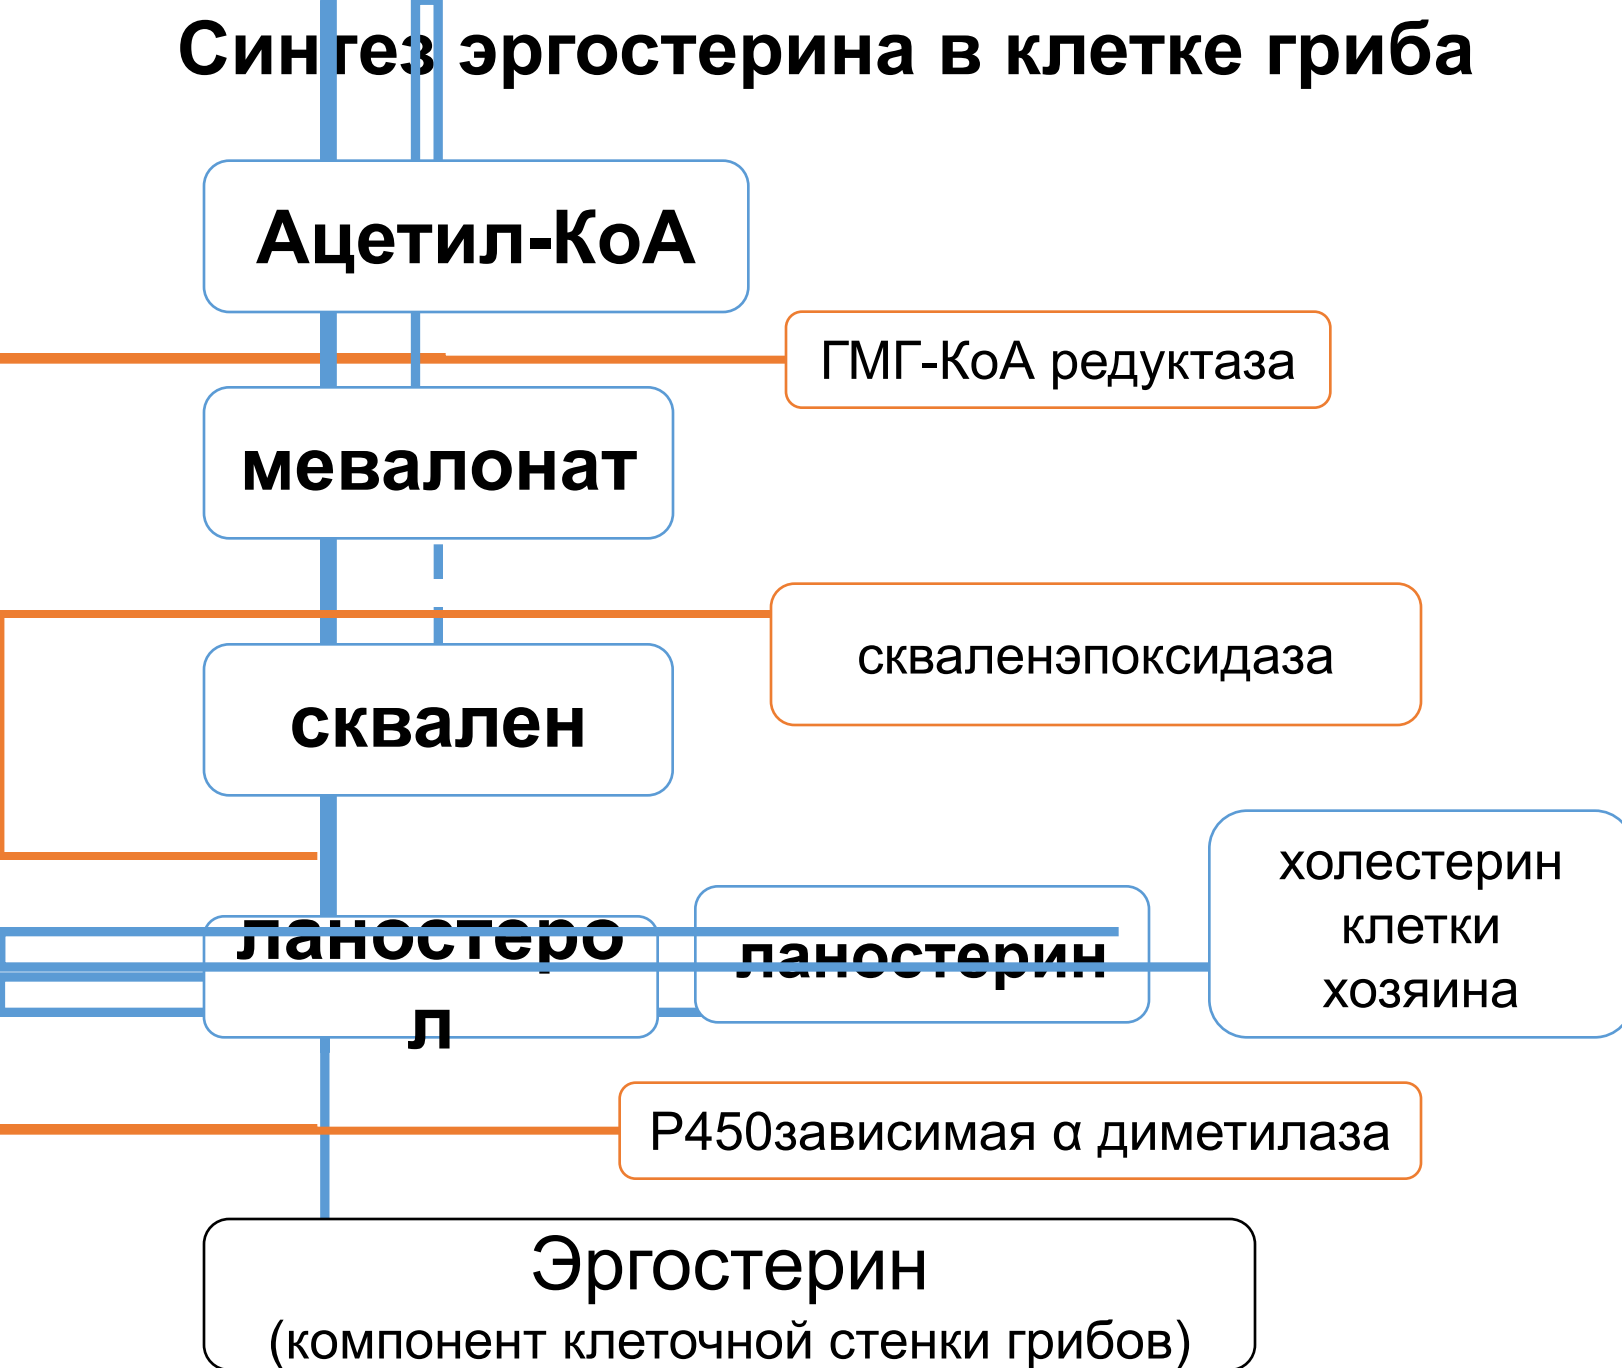 Синтез эргостерина в клетке гриба
Ацетил-КоА
ГМГ-КоА редуктаза
мевалонат
скваленэпоксидаза
сквален
холестерин
клетки
хозяина
ланостеро
л
ланостерин
Р450зависимая α диметилаза
Эргостерин
(компонент клеточной стенки грибов)